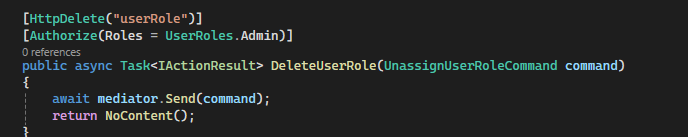 [HttpDelete("userRole")]
[Authorize(Roles = UserRoles.Admin)]
0 references
public async Task<IActionResult> DeleteUserRole(UnassignUserRoleCommand command)
{
    await mediator.Send(command);
    return NoContent();
}